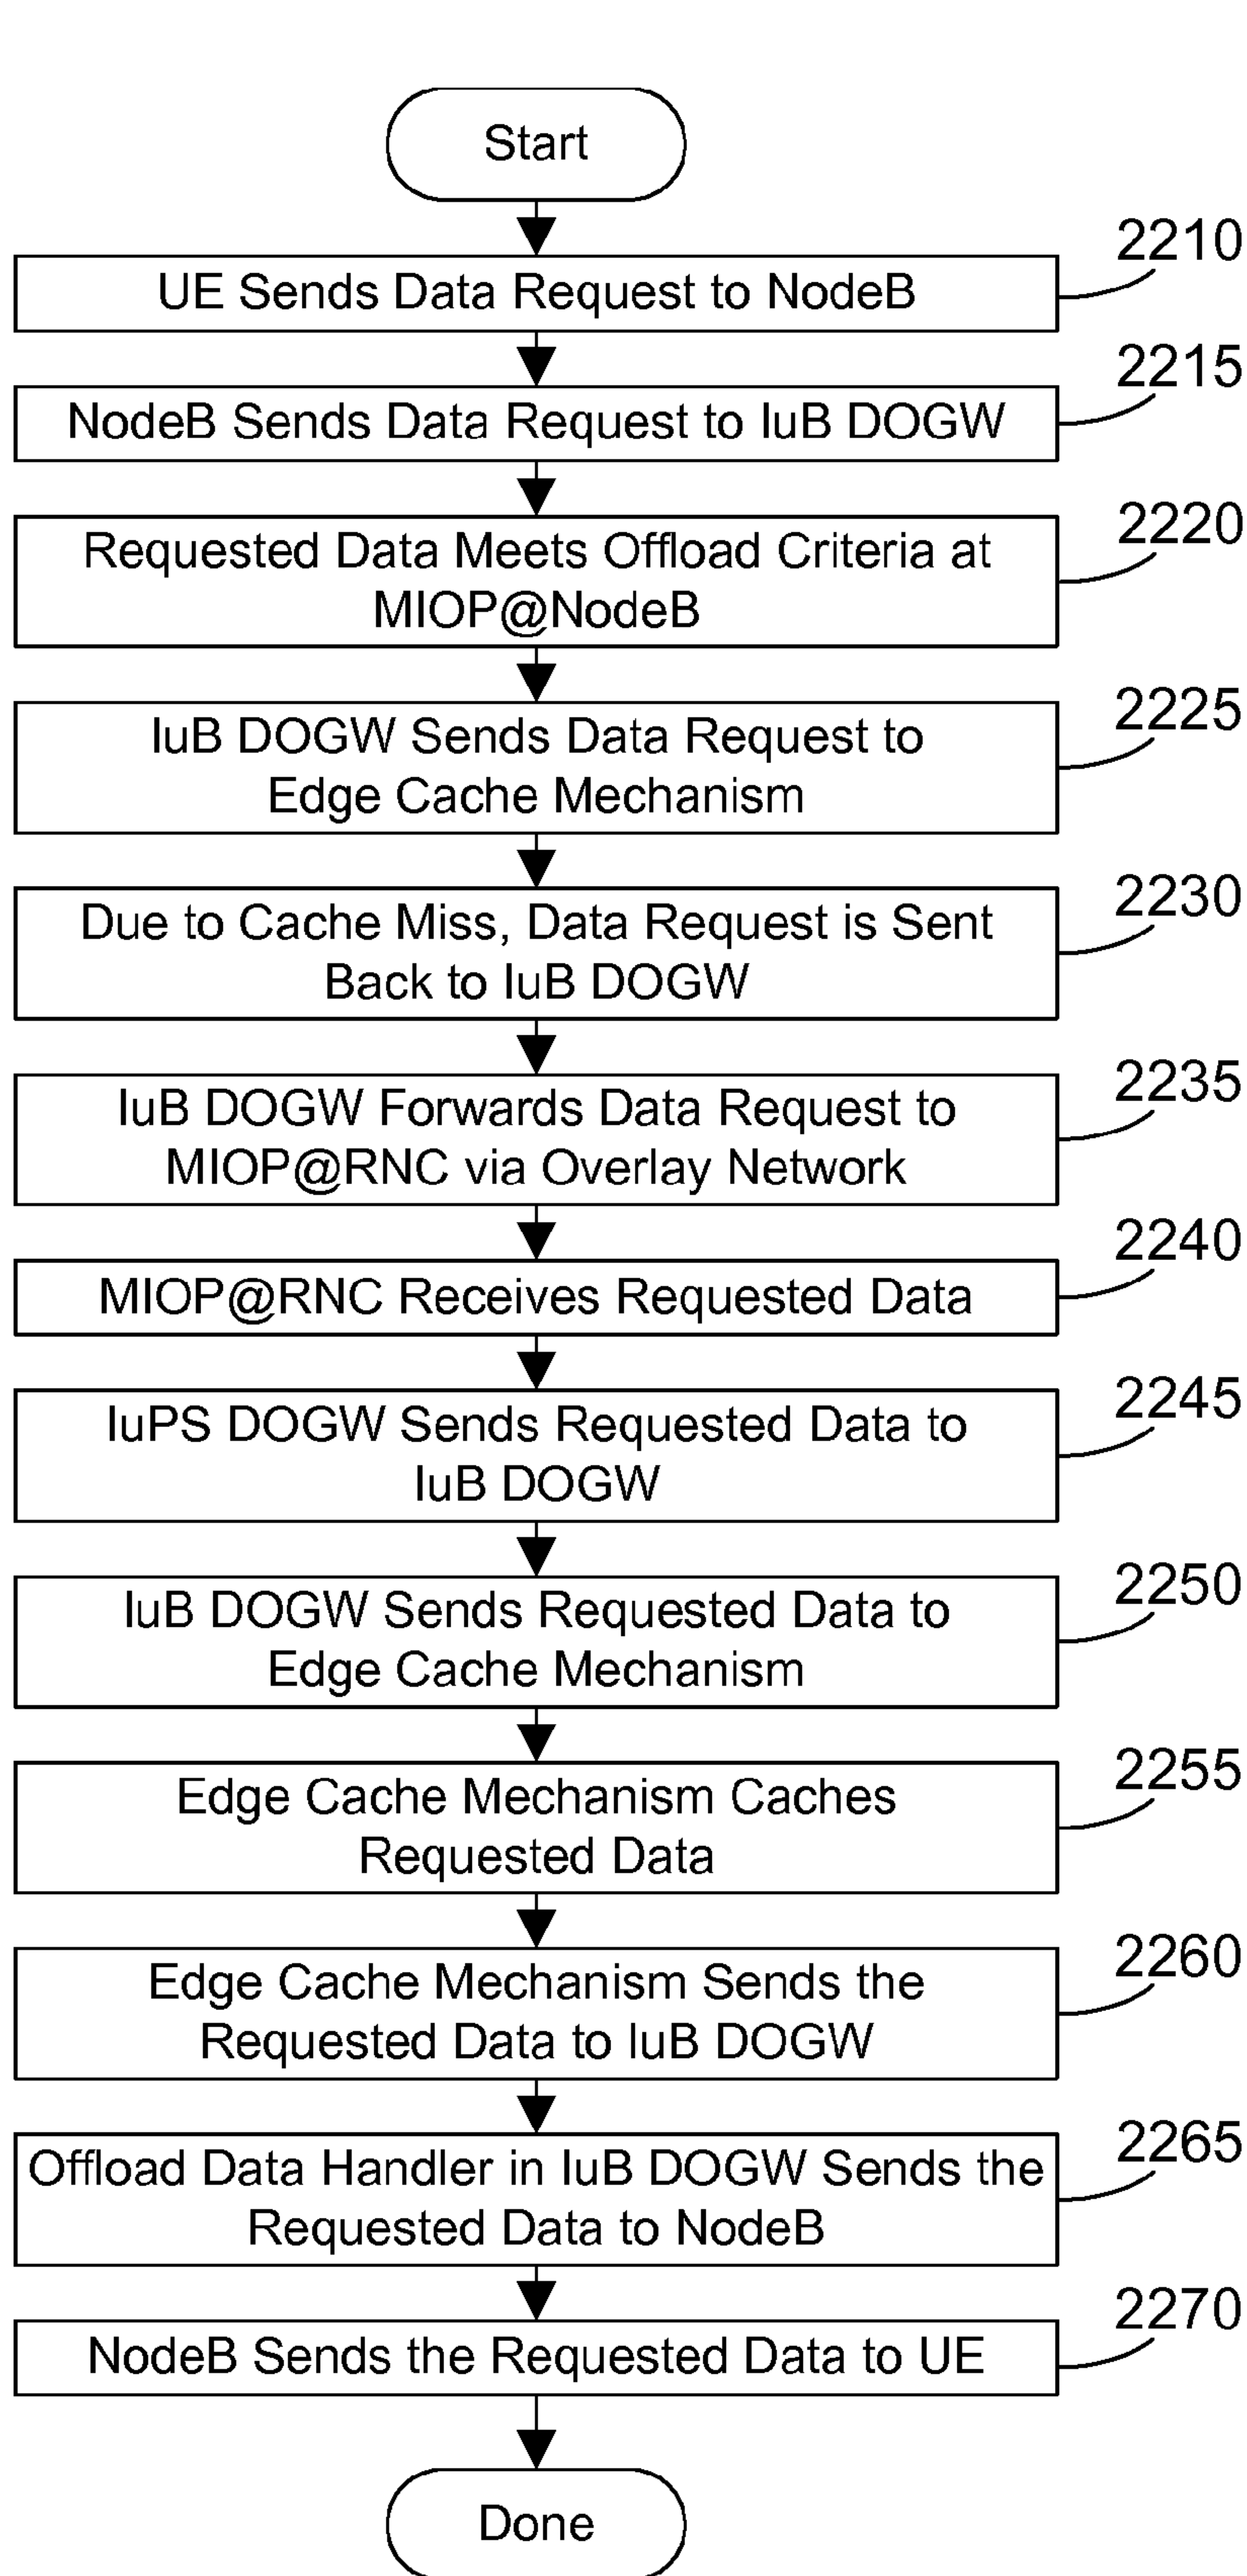 Start
2210
UE Sends Data Request to NodeB
2215
NodeB Sends Data Request to IuB DOGW
2220
Requested Data Meets Offload Criteria at
MIOP@NodeB
2225
IuB DOGW Sends Data Request to
Edge Cache Mechanism
2230
Due to Cache Miss, Data Request is Sent
Back to IuB DOGW
2235
IuB DOGW Forwards Data Request to
MIOP@RNC via Overlay Network
2240
MIOP@RNC Receives Requested Data
2245
IuPS DOGW Sends Requested Data to
IuB DOGW
2250
IuB DOGW Sends Requested Data to
Edge Cache Mechanism
2255
Edge Cache Mechanism Caches
Requested Data
2260
Edge Cache Mechanism Sends the
Requested Data to IuB DOGW
2265
Offload Data Handler in IuB DOGW Sends the
Requested Data to NodeB
2270
NodeB Sends the Requested Data to UE
Done